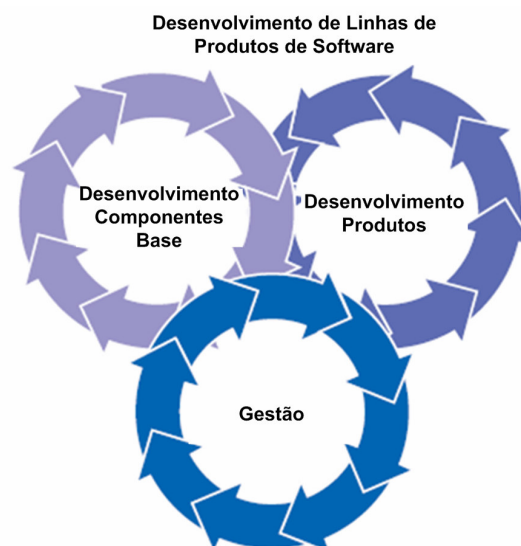 Desenvolvimento de Linhas de
Produtos de Software
Desenvolvimento
Componentes
Base
Desenvolvimento
Produtos
Gestão